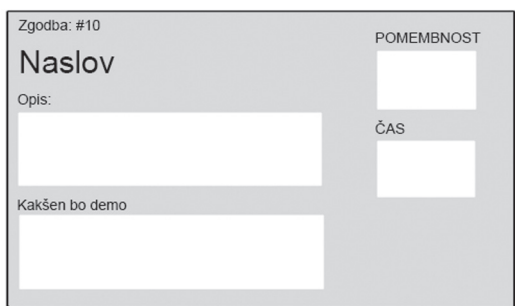 Zgodba: #10
Naslov
Opis:
Kakšen bo demo
POMEMBNOST
ČAS